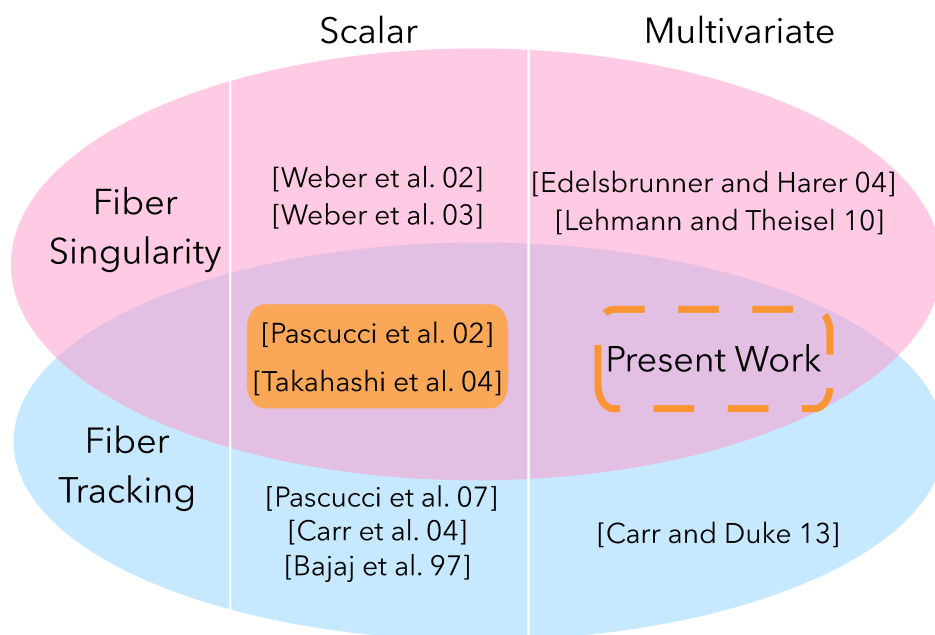 Scalar
Multivariate
Fiber
Singularity
[Weber et al. 02]
[Weber et al. 03]
[Edelsbrunner and Harer 04]
[Lehmann and Theisel 10]
[Pascucci et al. 02]
[Takahashi et al. 04]
Present Work
Fiber
Tracking
[Pascucci et al. 07]
[Carr et al. 04]
[Bajaj et al. 97]
[Carr and Duke 13]